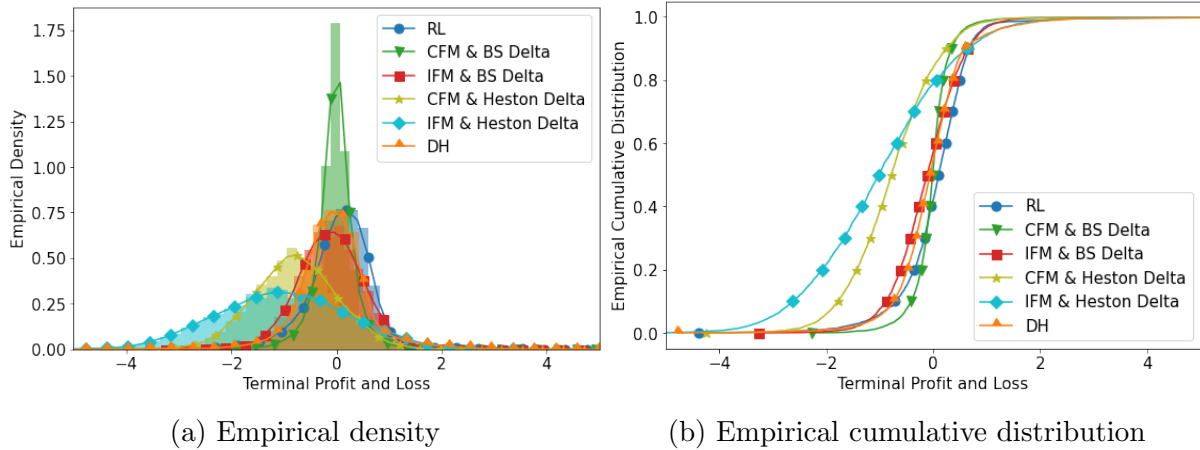 1.75
1.50
1.25
1.00
0.75
0.50
0.25
0.00
Empirical Density
RL
CFM & BS Delta
IFM & BS Delta
CFM & Heston Delta
IFM & Heston Delta
DH
−4 −2 0 2 4
Terminal Profit and Loss
(a) Empirical density
1.0
0.8
0.6
0.4
0.2
0.0
Empirical Cumulative Distribution
RL
CFM & BS Delta
IFM & BS Delta
CFM & Heston Delta
IFM & Heston Delta
DH
−4 −2 0 2 4
Terminal Profit and Loss
(b) Empirical cumulative distribution